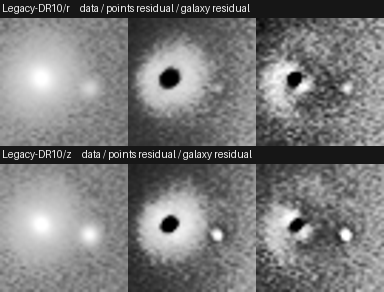 Legacy-DR10/r data / points residual / galaxy residual
Legacy-DR10/z data / points residual / galaxy residual